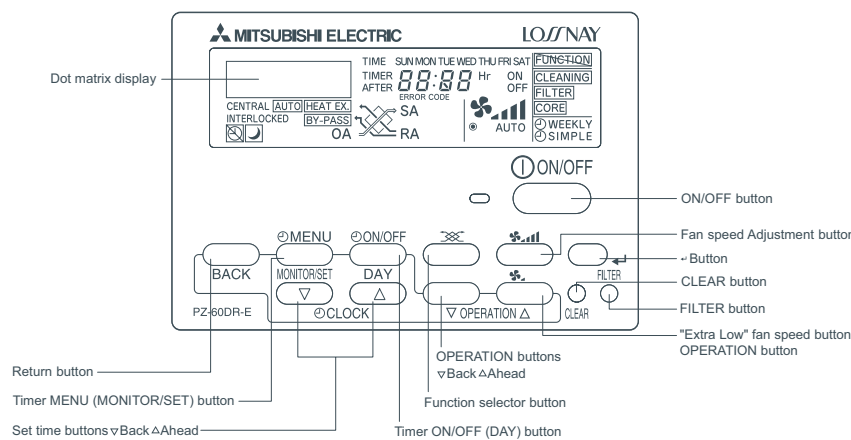 MITSUBISHI ELECTRIC
LOSSNAY
Dot matrix display
TIME SUN MON TUE WED THU FRI SAT
FUNCTION
TIMER 88:88 Hr ON
CLEANING
AFTER OFF
FILTER
ERROR CODE
CENTRAL AUTO HEAT EX. SA
CORE
INTERLOCKED BY-PASS
AUTO
WEEKLY
OA RA
SIMPLE
ON/OFF
ON/OFF button
MENU ON/OFF
Fan speed Adjustment button
↵Button
BACK MONITOR/SET DAY FILTER
CLEAR button
▽ △
PZ-60DR-E CLOCK ▽ OPERATION △ CLEAR
FILTER button
"Extra Low" fan speed button
OPERATION button
OPERATION buttons
▽Back △Ahead
Return button
Timer MENU (MONITOR/SET) button
Function selector button
Set time buttons ▽Back △Ahead
Timer ON/OFF (DAY) button